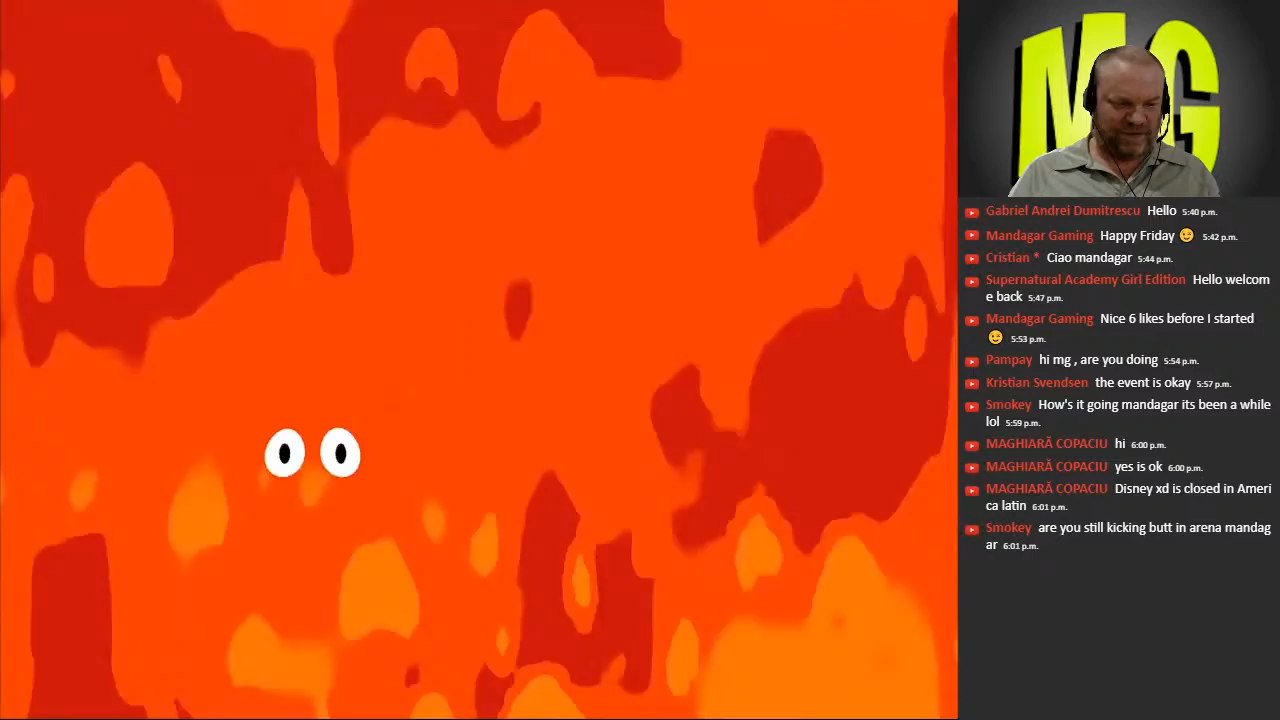 MG
Gabriel Andrei Dumitrescu Hello 5:40 p.m.
Mandagar Gaming Happy Friday 😉 5:42 p.m.
Cristian * Ciao mandagar 5:44 p.m.
Supernatural Academy Girl Edition Hello welcom
e back 5:47 p.m.
Mandagar Gaming Nice 6 likes before I started
😉 5:53 p.m.
Pampay hi mg , are you doing 5:54 p.m.
Kristian Svendsen the event is okay 5:57 p.m.
Smokey How's it going mandagar its been a while
lol 5:59 p.m.
MAGHIARĂ COPACIU hi 6:00 p.m.
MAGHIARĂ COPACIU yes is ok 6:00 p.m.
MAGHIARĂ COPACIU Disney xd is closed in Ameri
ca latin 6:01 p.m.
Smokey are you still kicking butt in arena mandag
ar 6:01 p.m.